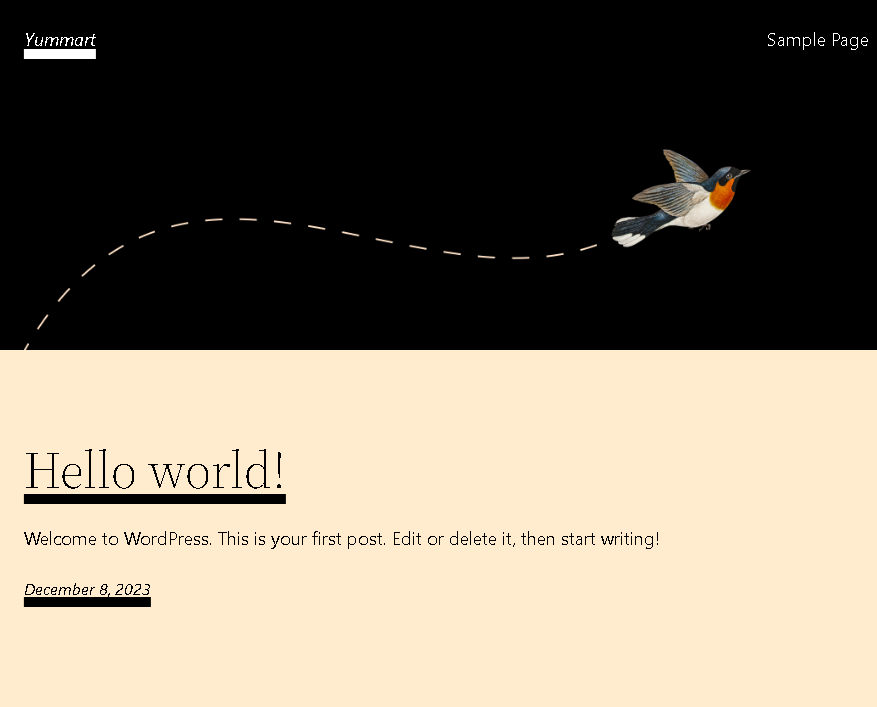 Yummart
Sample Page
Hello world!
Welcome to WordPress. This is your first post. Edit or delete it, then start writing!
December 8, 2023